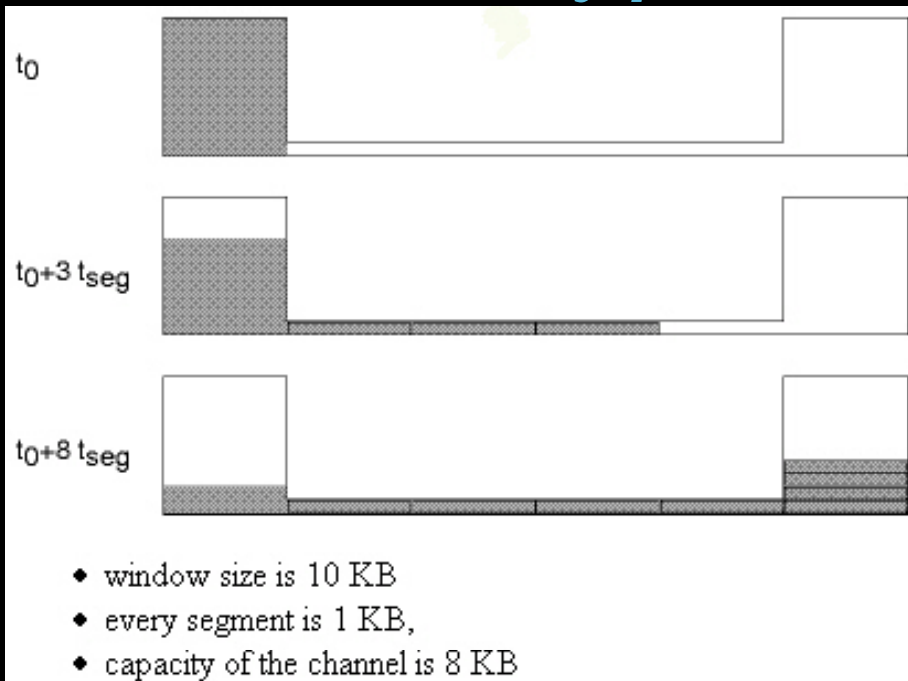 t0
t0+3 tseg
t0+8 tseg
◆ window size is 10 KB
◆ every segment is 1 KB,
◆ capacity of the channel is 8 KB